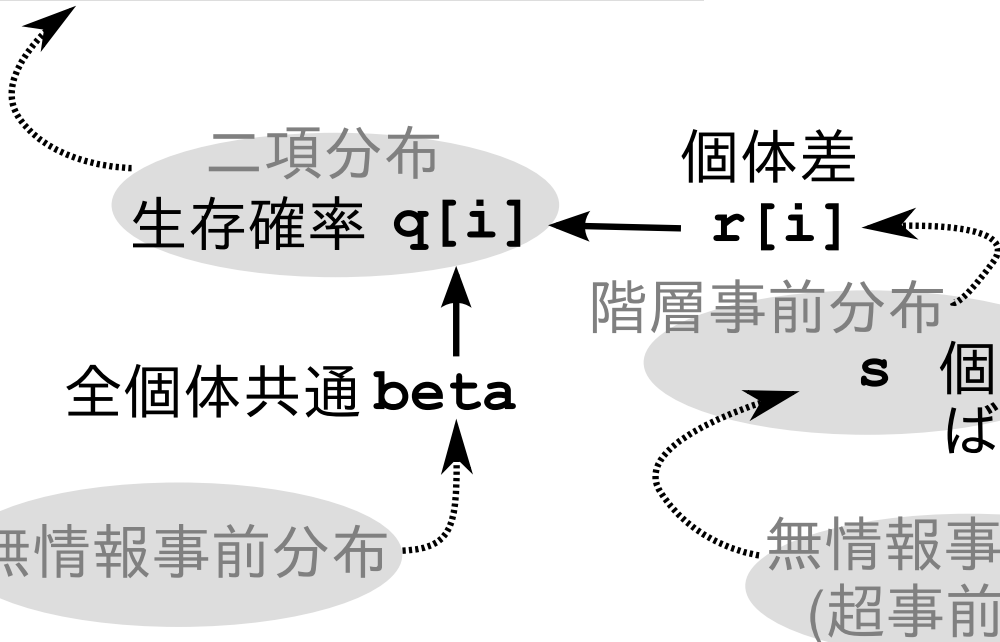 二項分布
生存確率 q[i]
個体差
r[i]
階層事前分布
s 個
ば
全個体共通 beta
無情報事前分布
無情報事
(超事前